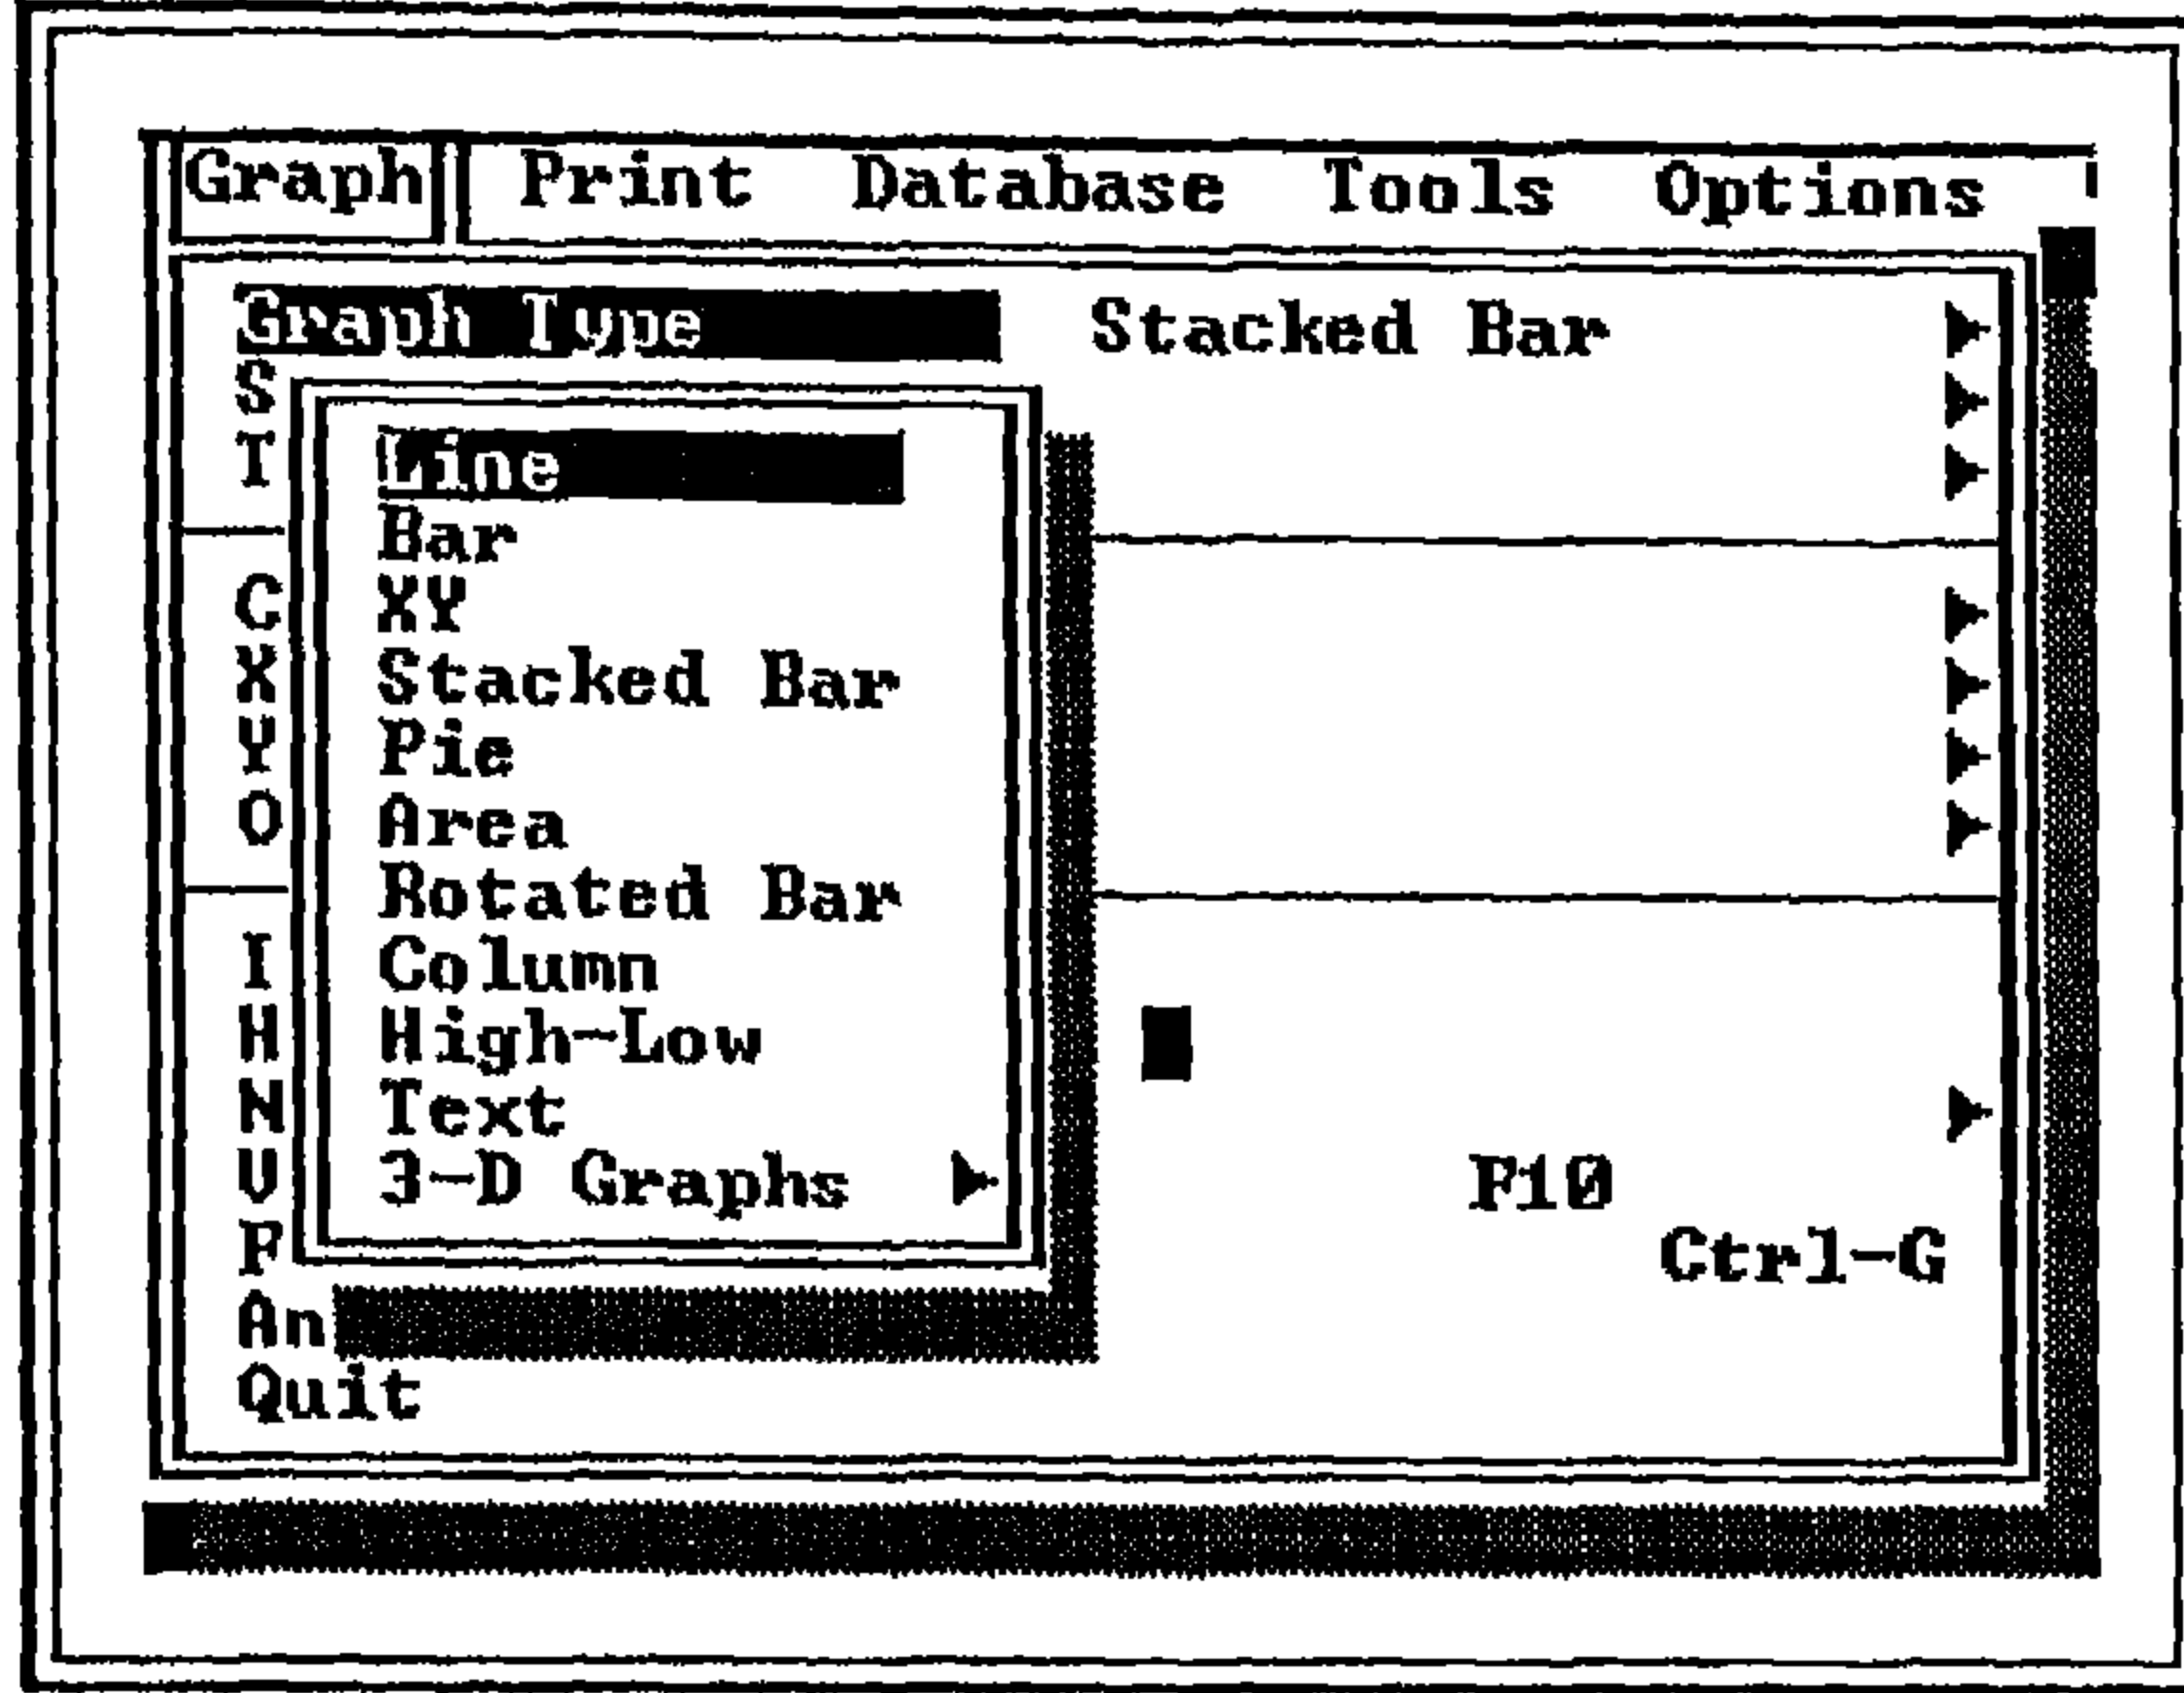 Graph Print Database Tools Options
Graph Type Stacked Bar
S
T
Line
Bar
C XY
X Stacked Bar
Y Pie
O Area
Rotated Bar
I Column
H High-Low
N Text
V 3-D Graphs F10
F Ctrl-G
An
Quit